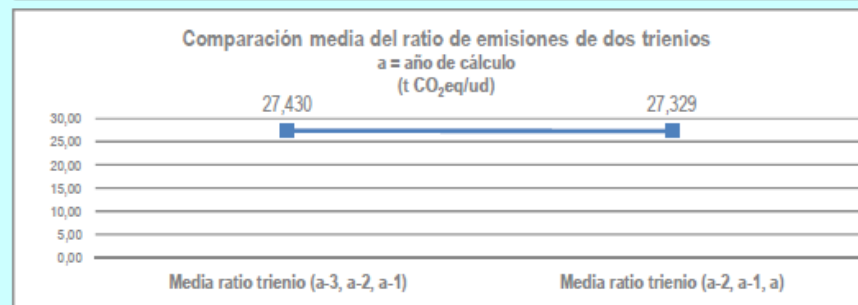 Comparación media del ratio de emisiones de dos trienios
a = año de cálculo
(t CO₂eq/ud)
27,430 27,329
30,00
25,00
20,00
15,00
10,00
5,00
0,00
Media ratio trienio (a-3, a-2, a-1) Media ratio trienio (a-2, a-1, a)